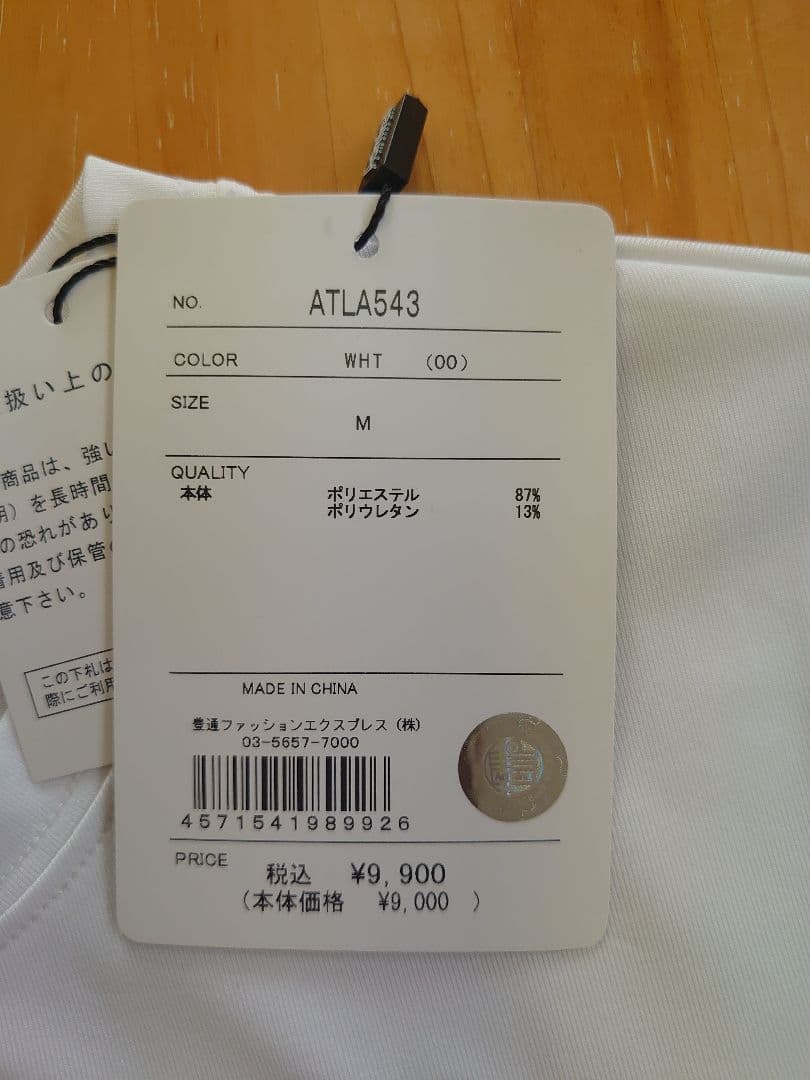 NO. ATLA543
COLOR WHT (00)
SIZE
M
QUALITY
本体 ポリエステル 87%
ポリウレタン 13%
MADE IN CHINA
豊通ファッションエクスプレス（株）
03-5657-7000
4571541989926
PRICE 税込 ¥9,900
（本体価格 ¥9,000 ）
扱い上の
商品は、強い
を長時間
の恐れがあり
着用及び保管
意下さい。
この下札は
際にご利用